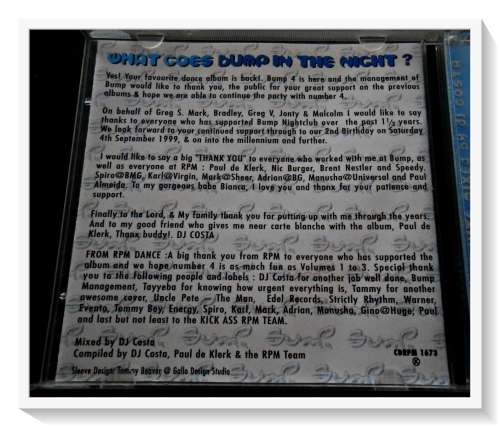 WHAT GOES BUMP IN THE NIGHT ?
Yes! Your favourite dance album is back!. Bump 4 is here and the management of
Bump would like to thank you, the public for your great support on the previous
albums & hope we are able to continue the party with number 4.
On behalf of Greg S. Mark, Bradley, Greg V, Jonty & Malcolm I would like to say
thanks to everyone who has supported Bump Nightclub over the past 1½ years.
We look forward to your continued support through to our 2nd Birthday on Saturday
4th September 1999, & on into the millenium and further.
I would like to say a big "THANK YOU" to everyone who worked with me at Bump, as
well as everyone at RPM : Paul de Klerk, Nic Burger, Brent Nestler and Speedy.
Spiro@BMG, Karl@Virgin, Mark@Sheer, Adrian@BG, Manusha@Universal and Paul
Almeida. To my gorgeous babe Bianca, I love you and thanx for your patience and
support.
Finally to the Lord, & My family thank you for putting up with me through the years.
And to my good friend who gives me near carte blanche with the album, Paul de
Klerk, Thanx buddy!. DJ COSTA
FROM RPM DANCE :A big thank you from RPM to everyone who has supported the
album and we hope number 4 is as much fun as Volumes 1 to 3. Special thank
you to the following people and labels : DJ Costa for another job well done, Bump
Management, Tayyeba for knowing how urgent everything is, Tammy for another
awesome cover, Uncle Pete - The Man, Edel Records, Strictly Rhythm, Warner,
Evento, Tommy Boy, Energy, Spiro, Karl, Mark, Adrian, Manusha, Gino@Huge, Paul
and last but not least to the KICK ASS RPM TEAM.
Mixed by DJ Costa
Compiled by DJ Costa, Paul de Klerk & the RPM Team
CDRPM 1673
Sleeve Design: Tammy Beaver @ Gallo Design Studio